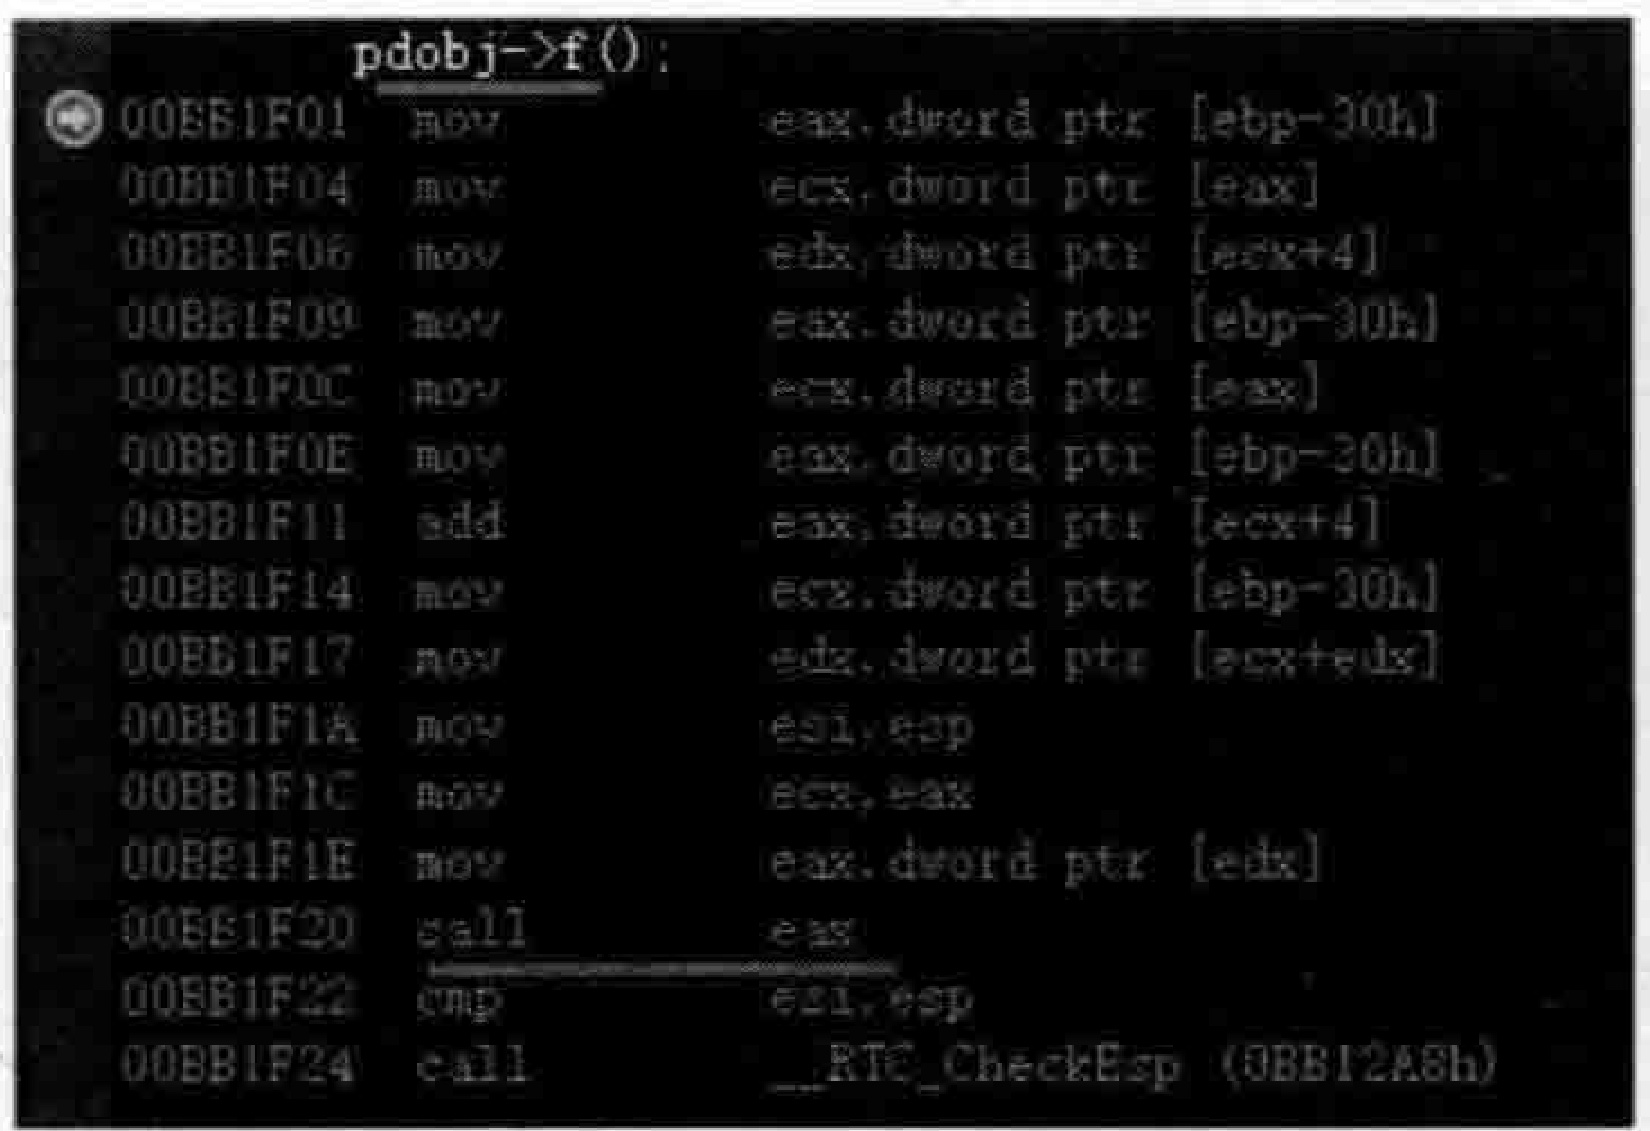 pdobj->f();
00BB1F01 mov eax,dword ptr [ebp-30h]
00BB1F04 mov ecx,dword ptr [eax]
00BB1F06 mov edx,dword ptr [ecx+4]
00BB1F09 mov eax,dword ptr [ebp-30h]
00BB1F0C mov ecx,dword ptr [eax]
00BB1F0E mov eax,dword ptr [ebp-30h]
00BB1F11 add eax,dword ptr [ecx+4]
00BB1F14 mov ecx,dword ptr [ebp-30h]
00BB1F17 mov edx,dword ptr [ecx+edx]
00BB1F1A mov esi,esp
00BB1F1C mov ecx,eax
00BB1F1E mov eax,dword ptr [edx]
00BB1F20 call eax
00BB1F22 cmp esi,esp
00BB1F24 call __RTC_CheckEsp (0BB12A8h)